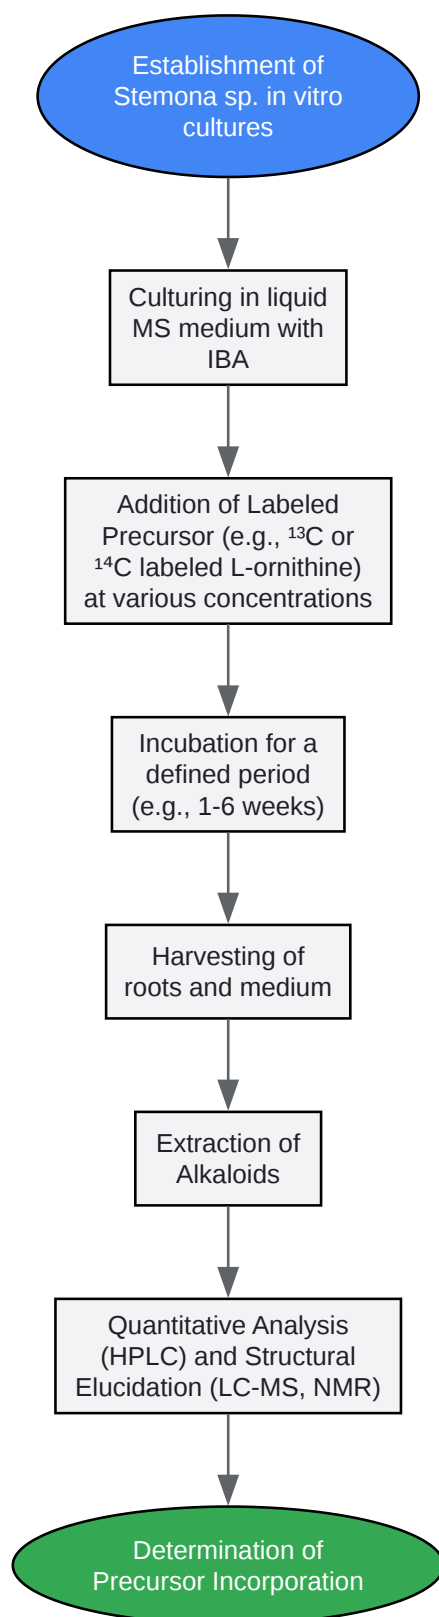 Establishment of
Stemona sp. in vitro
cultures
Culturing in liquid
MS medium with
IBA
Addition of Labeled
Precursor (e.g., ¹³C or
¹⁴C labeled L-ornithine)
at various concentrations
Incubation for a
defined period
(e.g., 1-6 weeks)
Harvesting of
roots and medium
Extraction of
Alkaloids
Quantitative Analysis
(HPLC) and Structural
Elucidation (LC-MS, NMR)
Determination of
Precursor Incorporation